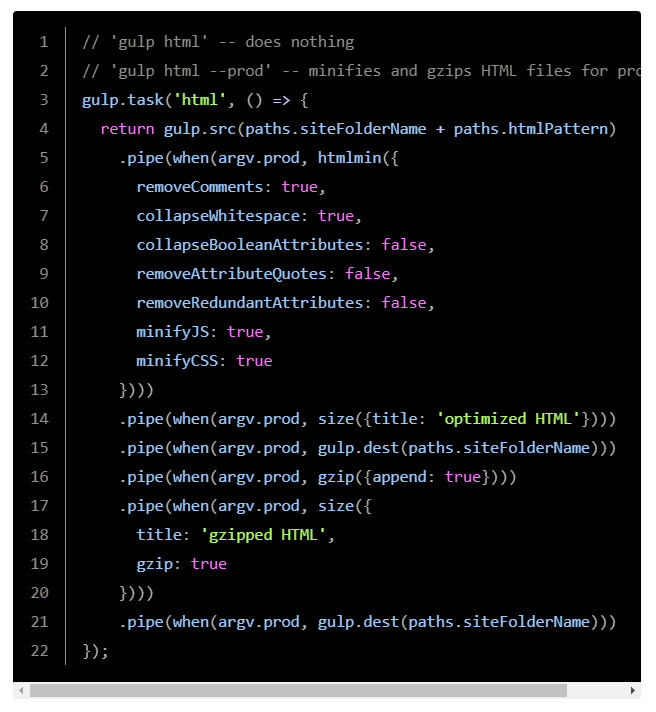 1 // 'gulp html' -- does nothing
2 // 'gulp html --prod' -- minifies and gzips HTML files for
3 gulp.task('html', () => {
4   return gulp.src(paths.siteFolderName + paths.htmlPattern)
5     .pipe(when(argv.prod, htmlmin({
6       removeComments: true,
7       collapseWhitespace: true,
8       collapseBooleanAttributes: false,
9       removeAttributeQuotes: false,
10       removeRedundantAttributes: false,
11       minifyJS: true,
12       minifyCSS: true
13     })))
14     .pipe(when(argv.prod, size({title: 'optimized HTML'})))
15     .pipe(when(argv.prod, gulp.dest(paths.siteFolderName)))
16     .pipe(when(argv.prod, gzip({append: true})))
17     .pipe(when(argv.prod, size({
18       title: 'gzipped HTML',
19       gzip: true
20     })))
21     .pipe(when(argv.prod, gulp.dest(paths.siteFolderName)))
22 });